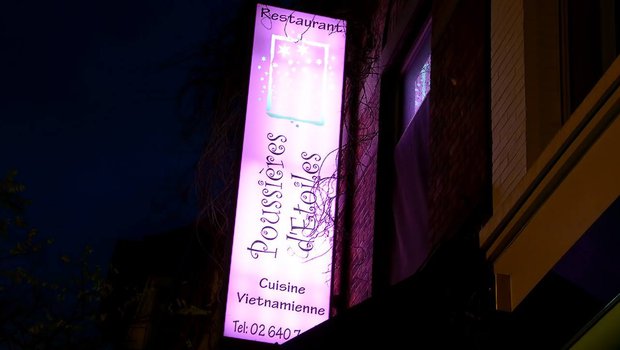 Restaurant
Poussières
d'Etoiles
Cuisine
Vietnamienne
Tel: 02 640 7